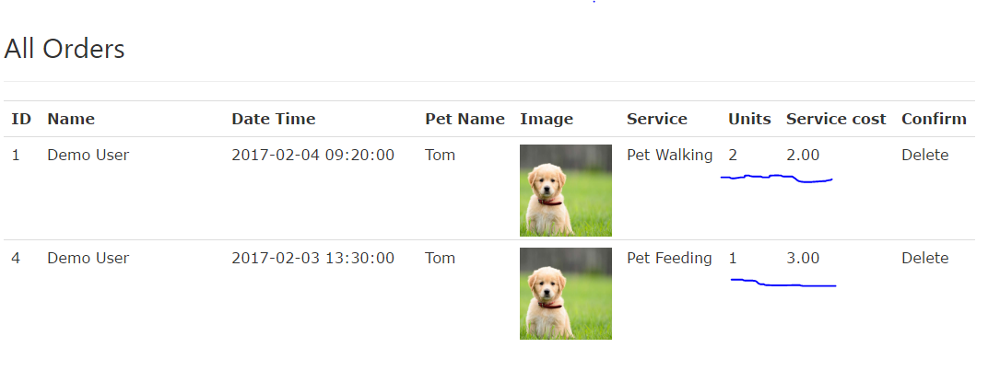 All Orders
ID Name Date Time Pet Name Image Service Units Service cost Confirm
1 Demo User 2017-02-04 09:20:00 Tom Pet Walking 2 2.00 Delete
4 Demo User 2017-02-03 13:30:00 Tom Pet Feeding 1 3.00 Delete